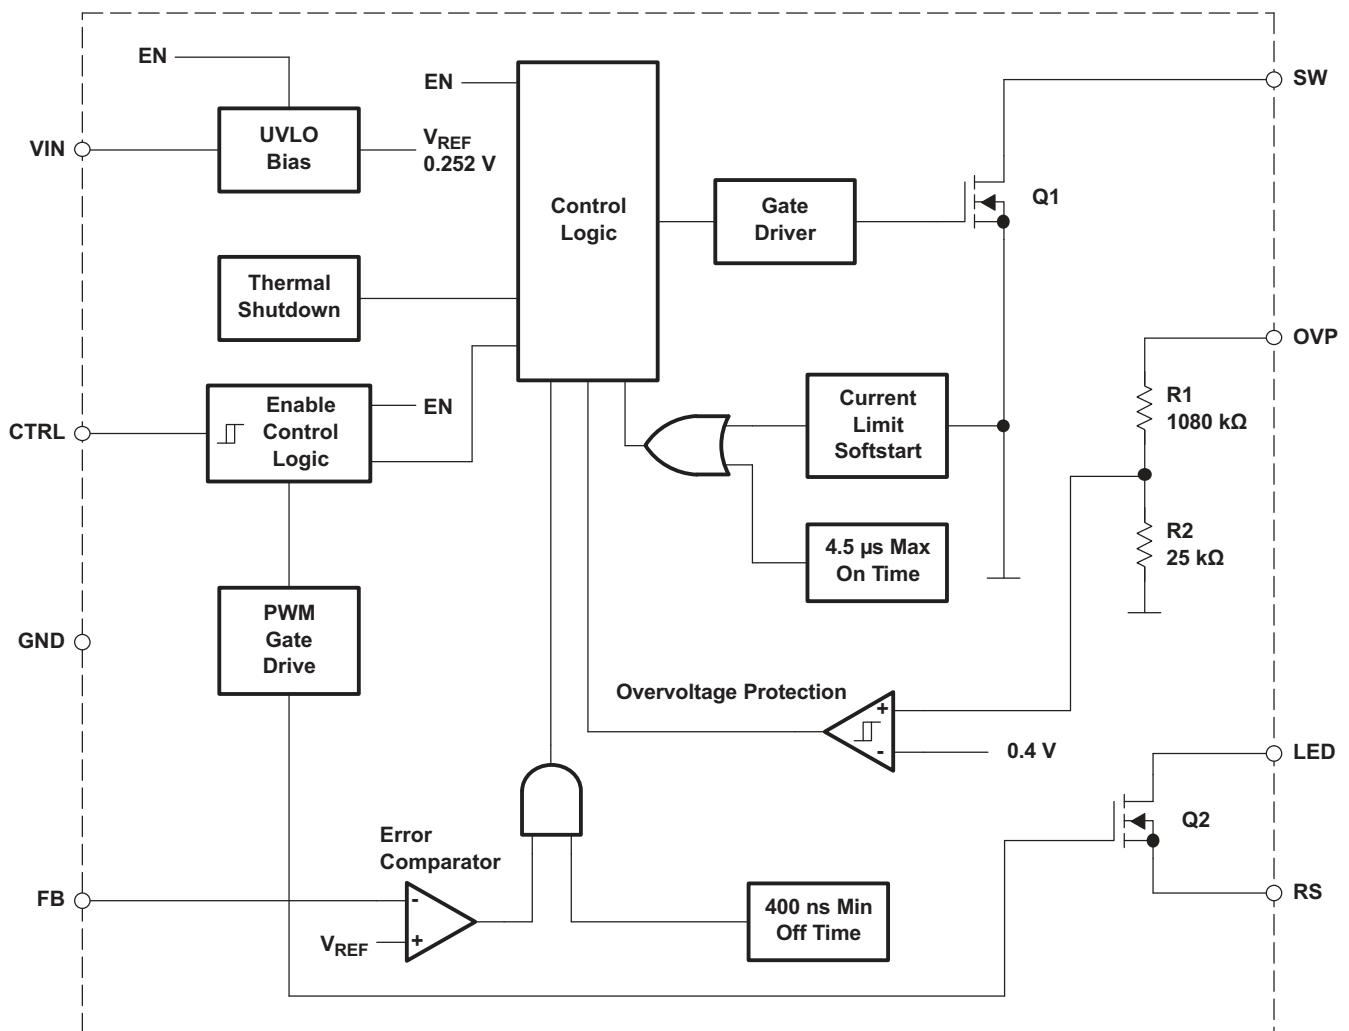 EN
EN
SW
VIN
UVLO
Bias
VREF
0.252 V
Control
Logic
Gate
Driver
Q1
Thermal
Shutdown
OVP
CTRL
Enable
Control
Logic
EN
Current
Limit
Softstart
R1
1080 kΩ
4.5 µs Max
On Time
R2
25 kΩ
GND
PWM
Gate
Drive
Overvoltage Protection
+
-
0.4 V
LED
Q2
Error
Comparator
FB
-
+
VREF
400 ns Min
Off Time
RS